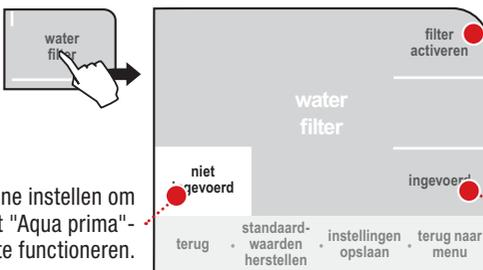 water
filter
filter
activeren
water
filter
niet
ingevoerd
ingevoerd
ne instellen om
t "Aqua prima"-
te functioneren.
terug
standaard-
waarden
herstellen
instellingen
opslaan
terug naar
menu